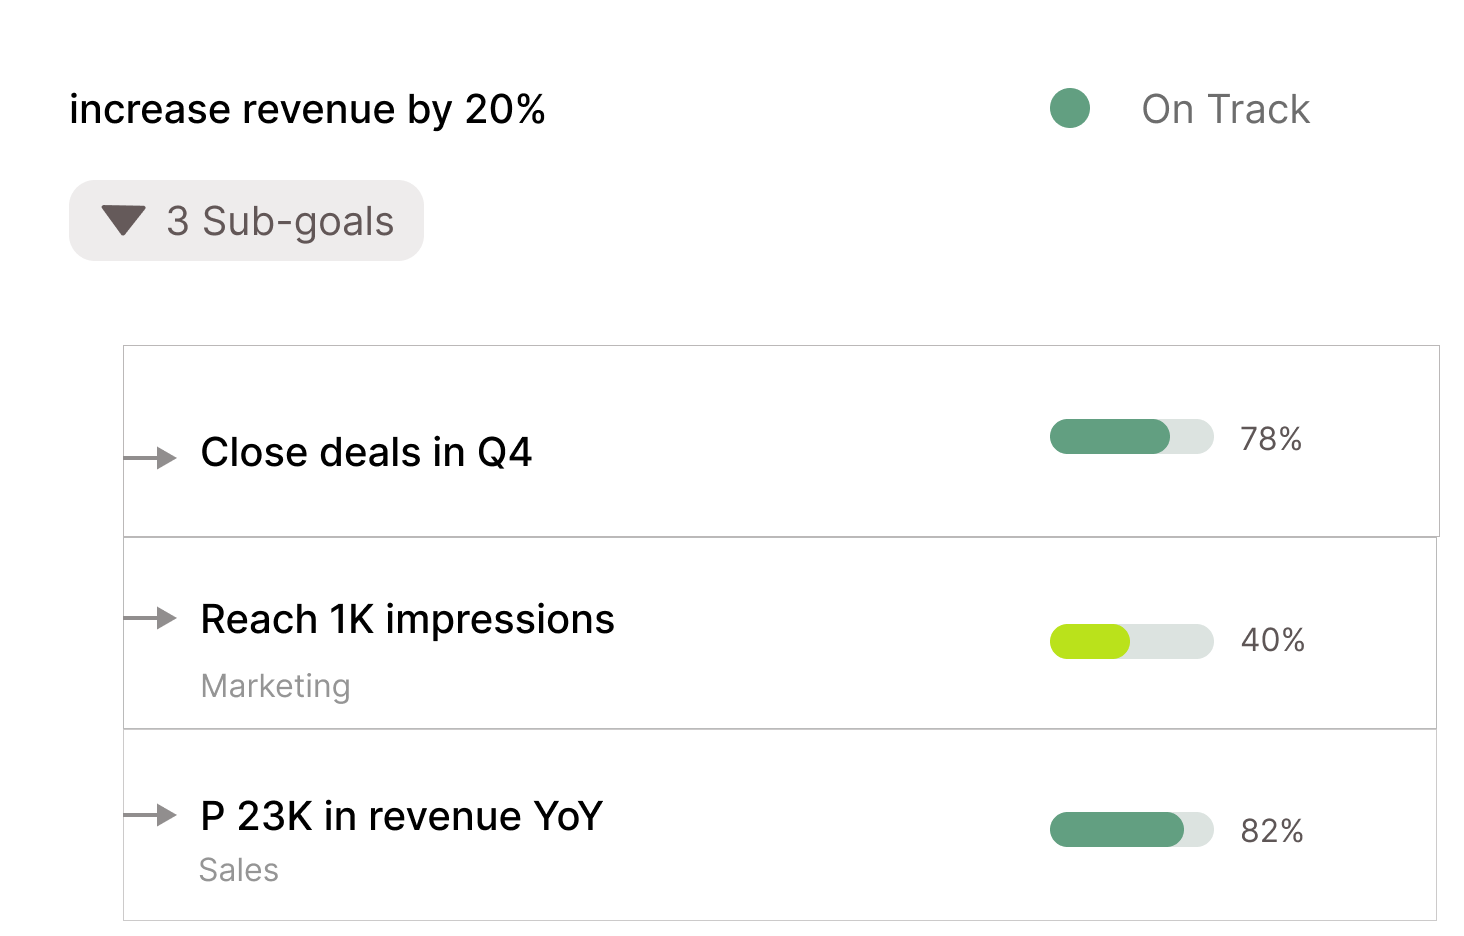 increase revenue by 20%
On Track
3 Sub-goals
Close deals in Q4
78%
Reach 1K impressions
40%
Marketing
P 23K in revenue YoY
82%
Sales